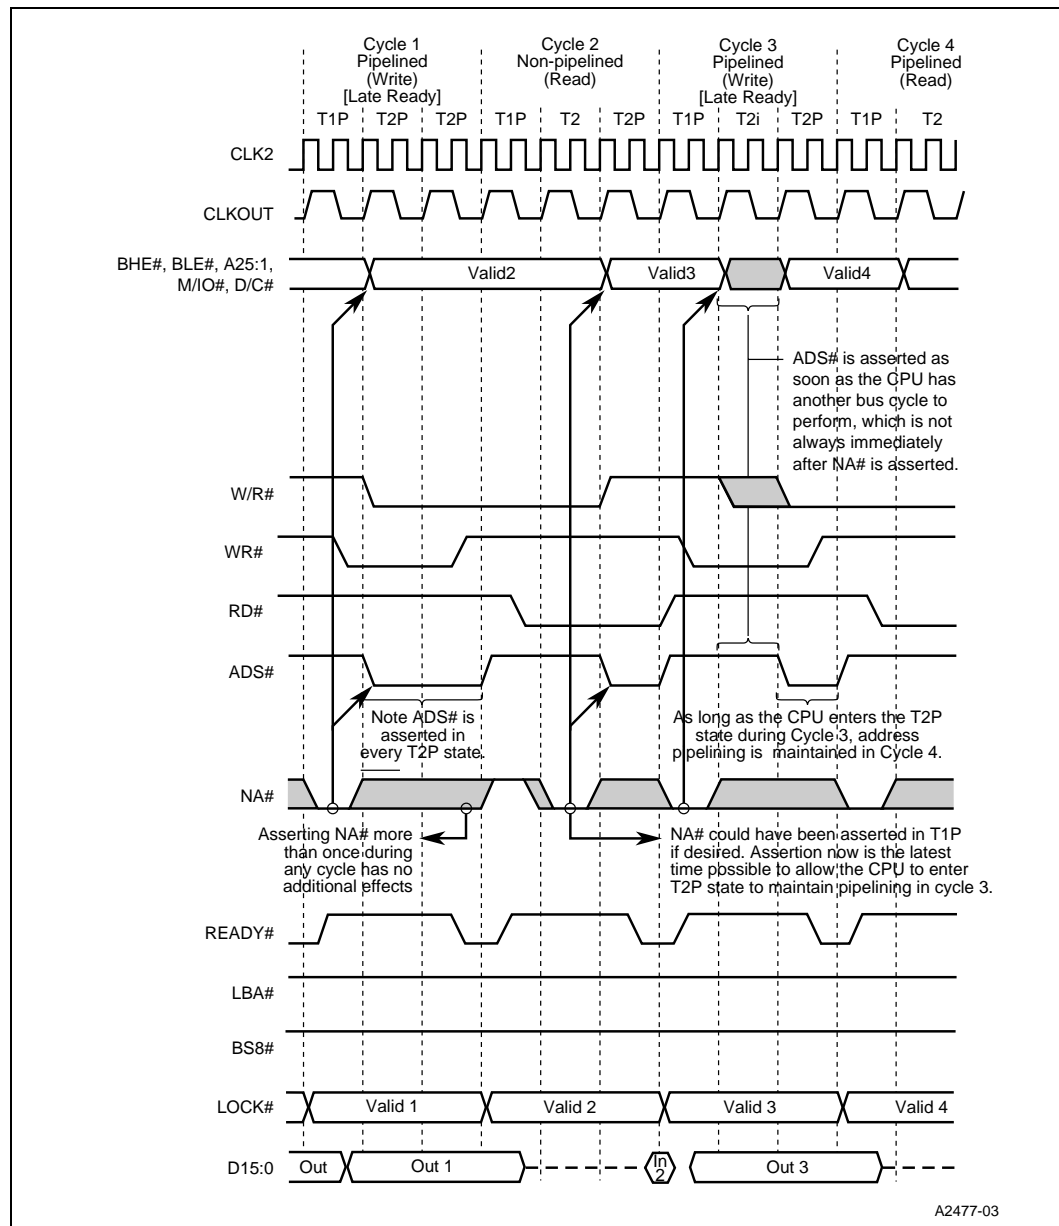 Cycle 1
Pipelined
(Write)
[Late Ready]
Cycle 2
Non-pipelined
(Read)
Cycle 3
Pipelined
(Write)
[Late Ready]
Cycle 4
Pipelined
(Read)
T1P T2P T2P T1P T2 T2P T1P T2i T2P T1P T2
CLK2
CLKOUT
BHE#, BLE#, A25:1,
M/IO#, D/C#
Valid2 Valid3 Valid4
ADS# is asserted as
soon as the CPU has
another bus cycle to
perform, which is not
always immediately
after NA# is asserted.
W/R#
WR#
RD#
ADS#
Note ADS# is
asserted in
every T2P state.
As long as the CPU enters the T2P
state during Cycle 3, address
pipelining is maintained in Cycle 4.
NA#
Asserting NA# more
than once during
any cycle has no
additional effects
NA# could have been asserted in T1P
if desired. Assertion now is the latest
time possible to allow the CPU to enter
T2P state to maintain pipelining in cycle 3.
READY#
LBA#
BS8#
LOCK#
Valid 1 Valid 2 Valid 3 Valid 4
D15:0
Out Out 1 In 2 Out 3
A2477-03